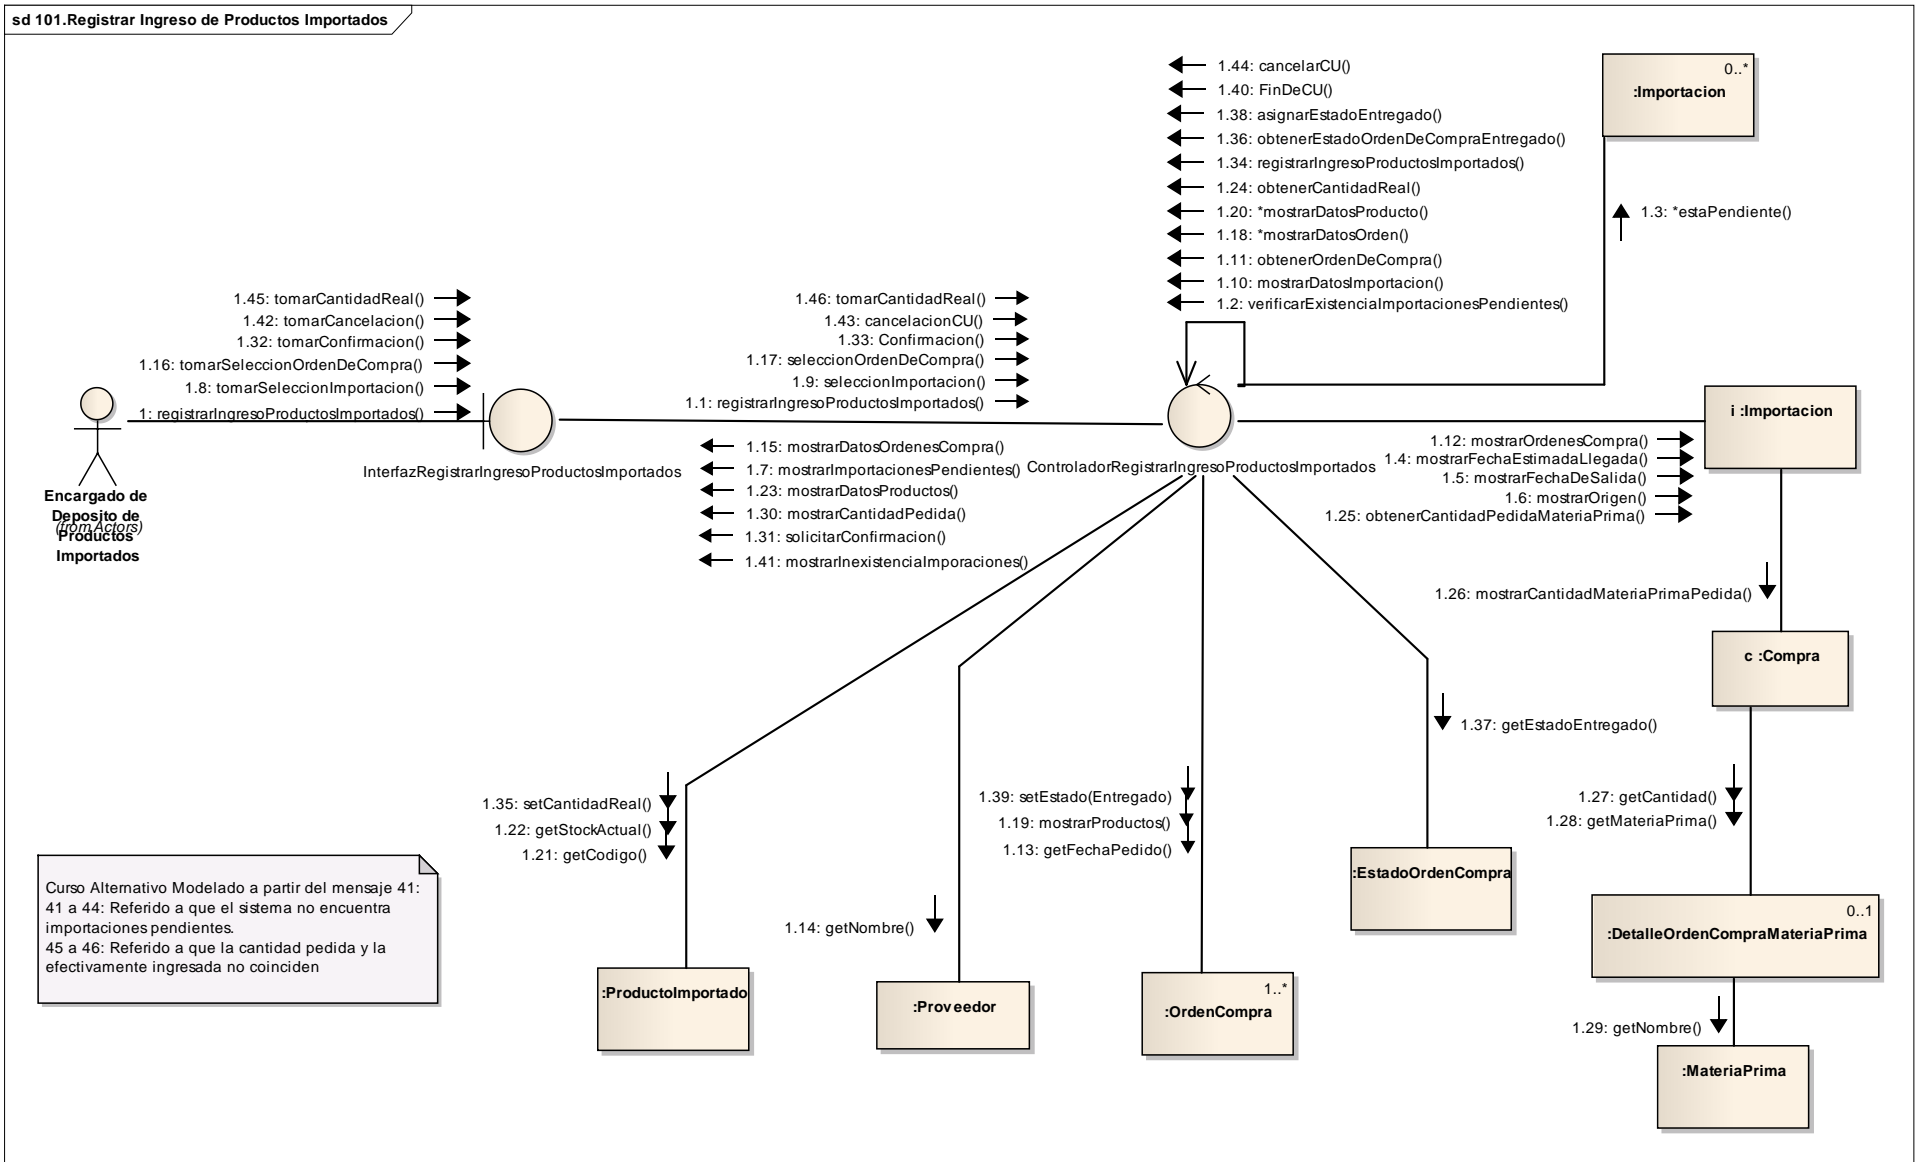 sd 101.Registrar Ingreso de Productos Importados
1.44: cancelarCU()
1.40: FinDeCU()
1.38: asignarEstadoEntregado()
1.36: obtenerEstadoOrdenDeCompraEntregado()
1.34: registrarIngresoProductosImportados()
1.24: obtenerCantidadReal()
1.20: *mostrarDatosProducto()
1.18: *mostrarDatosOrden()
1.11: obtenerOrdenDeCompra()
1.10: mostrarDatosImportacion()
1.2: verificarExistenciaImportacionesPendientes()
0..*
:Importacion
1.3: *estaPendiente()
1.45: tomarCantidadReal()
1.42: tomarCancelacion()
1.32: tomarConfirmacion()
1.16: tomarSeleccionOrdenDeCompra()
1.8: tomarSeleccionImportacion()
1: registrarIngresoProductosImportados()
1.46: tomarCantidadReal()
1.43: cancelacionCU()
1.33: Confirmacion()
1.17: seleccionOrdenDeCompra()
1.9: seleccionImportacion()
1.1: registrarIngresoProductosImportados()
Encargado de
Deposito de
(from Actors)
Productos
Importados
InterfazRegistrarIngresoProductosImportados
1.15: mostrarDatosOrdenesCompra()
1.7: mostrarImportacionesPendientes()
1.23: mostrarDatosProductos()
1.30: mostrarCantidadPedida()
1.31: solicitarConfirmacion()
1.41: mostrarInexistenciaImporaciones()
ControladorRegistrarIngresoProductosImportados
i :Importacion
1.12: mostrarOrdenesCompra()
1.4: mostrarFechaEstimadaLlegada()
1.5: mostrarFechaDeSalida()
1.6: mostrarOrigen()
1.25: obtenerCantidadPedidaMateriaPrima()
1.26: mostrarCantidadMateriaPrimaPedida()
c :Compra
1.37: getEstadoEntregado()
1.35: setCantidadReal()
1.22: getStockActual()
1.21: getCodigo()
1.39: setEstado(Entregado)
1.19: mostrarProductos()
1.13: getFechaPedido()
1.27: getCantidad()
1.28: getMateriaPrima()
:EstadoOrdenCompra
1.14: getNombre()
0..1
:DetalleOrdenCompraMateriaPrima
Curso Alternativo Modelado a partir del mensaje 41:
41 a 44: Referido a que el sistema no encuentra
importaciones pendientes.
45 a 46: Referido a que la cantidad pedida y la
efectivamente ingresada no coinciden
:ProductoImportado
:Proveedor
1..*
:OrdenCompra
1.29: getNombre()
:MateriaPrima